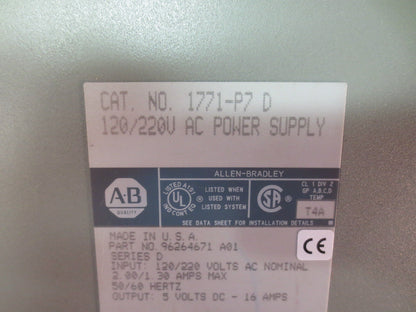 CAT. NO. 1771-P7 D
120/220V AC POWER SUPPLY
ALLEN-BRADLEY
A-B
QUALITY
LISTED WHEN
USED WITH
CL 1 DIV 2
GP A,B,C,D
TEMP
T4A
SEE DATA SHEET FOR INSTALLATION DETAILS
MADE IN U.S.A.
PART NO.96264671 A01
SERIES D
INPUT: 120/220 VOLTS AC NOMINAL
2.00/1.30 AMPS MAX
50/60 HERTZ
OUTPUT: 5 VOLTS DC - 16 AMPS
CE